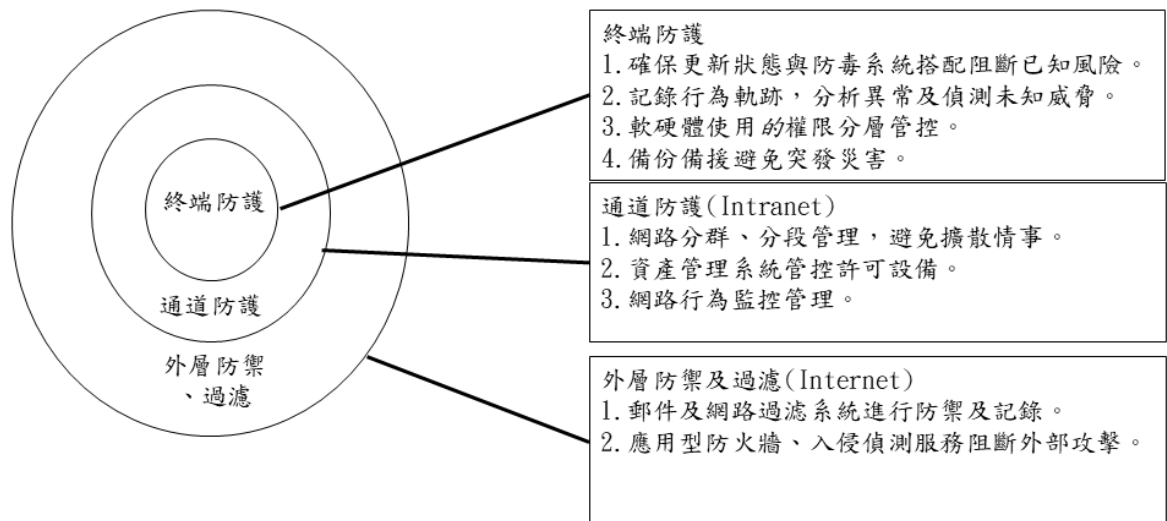 終端防護
通道防護
外層防禦
、過濾
終端防護
1.確保更新狀態與防毒系統搭配阻斷已知風險。
2.記錄行為軌跡，分析異常及偵測未知威脅。
3.軟硬體使用的權限分層管控。
4.備份備援避免突發災害。
通道防護(Intranet)
1.網路分群、分段管理，避免擴散情事。
2.資產管理系統管控許可設備。
3.網路行為監控管理。
外層防禦及過濾(Internet)
1.郵件及網路過滤系統進行防禦及記錄。
2.應用型防火牆、入侵偵測服務阻斷外部攻擊。